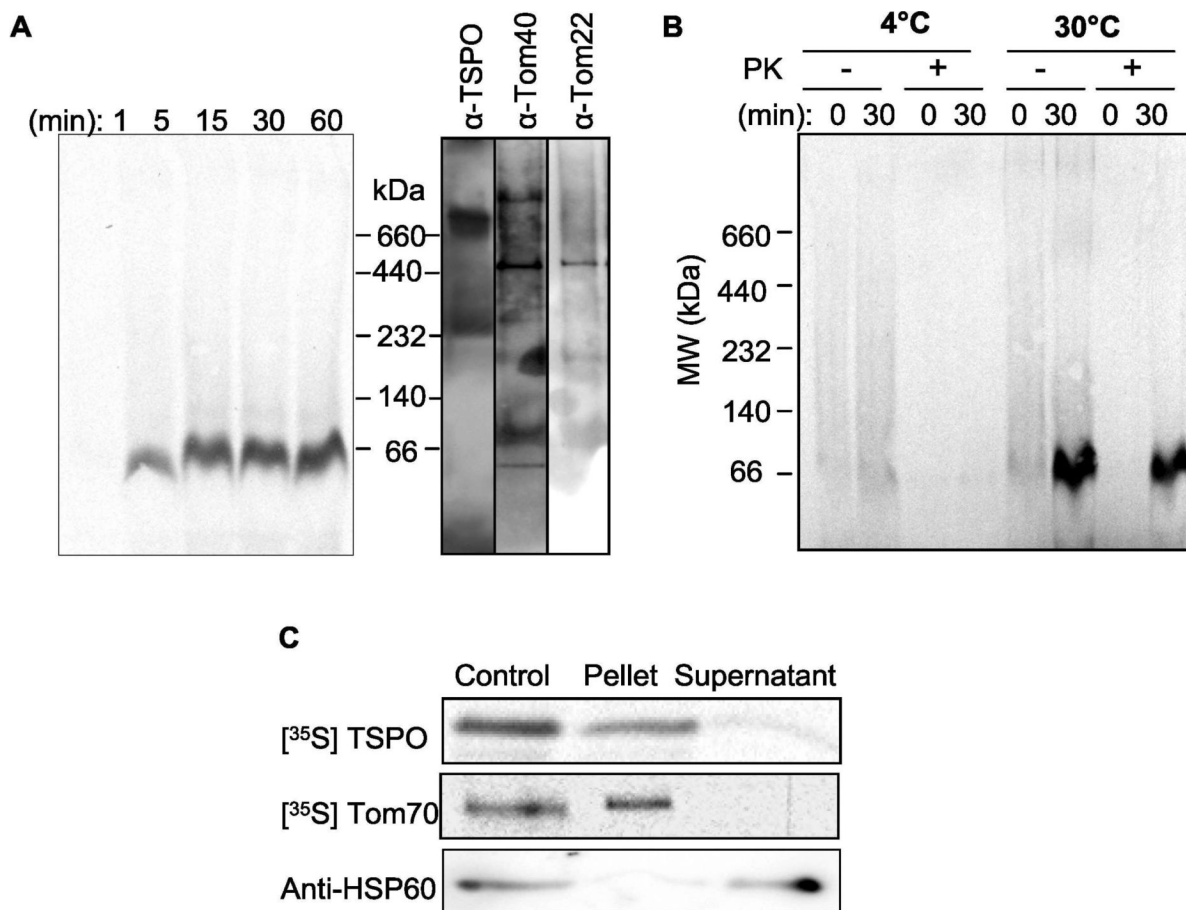 A
(min): 1 5 15 30 60
kDa
660
440
232
140
66
α-TSPO
α-Tom40
α-Tom22
B
4°C 30°C
PK - + - +
(min): 0 30 0 30 0 30 0 30
MW (kDa)
660
440
232
140
66
C
Control Pellet Supernatant
[³⁵S] TSPO
[³⁵S] Tom70
Anti-HSP60